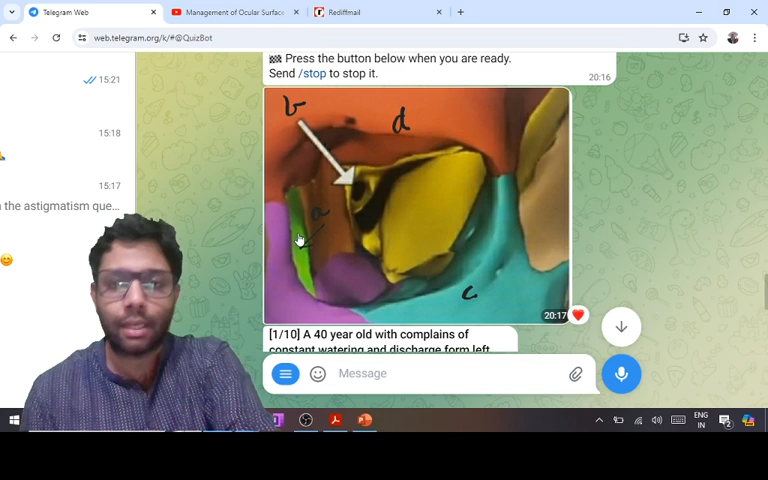 Telegram Web
Management of Ocular Surfac
Rediffmail
web.telegram.org/k/#@QuizBot
Press the button below when you are ready.
Send /stop to stop it.
20:16
15:21
15:18
15:17
n the astigmatism que...
b
d
a
c
20:17
[1/10] A 40 year old with complains of
constant watering and discharge form left
Message
ENG
IN
2